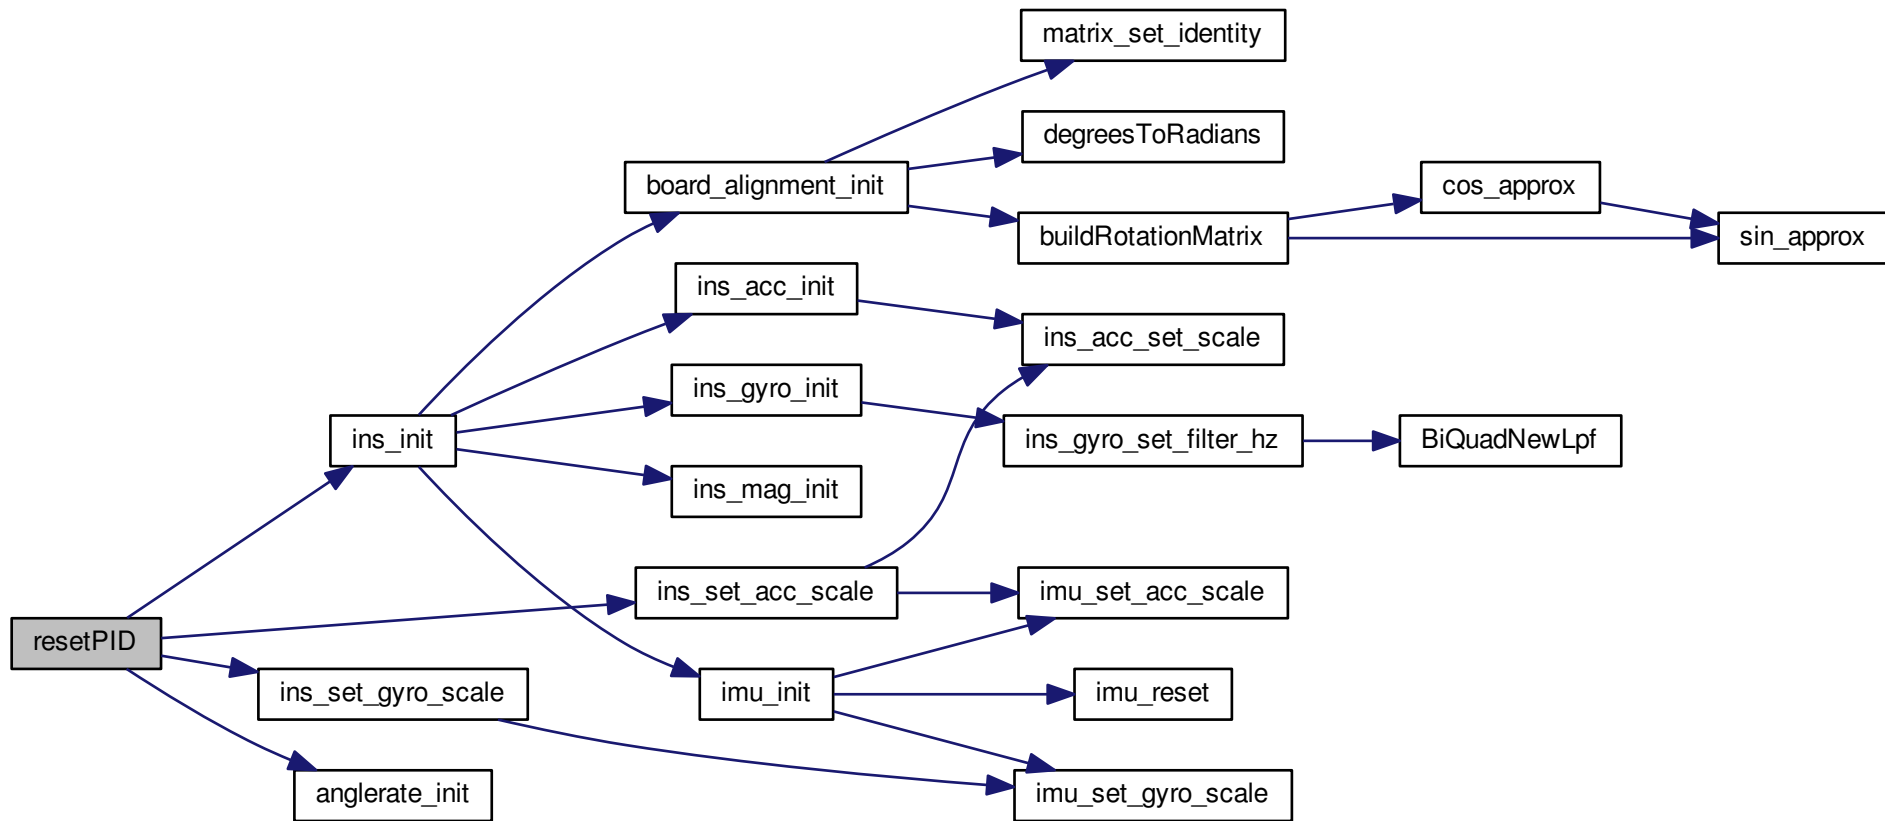 matrix_set_identity
degreesToRadians
board_alignment_init
cos_approx
buildRotationMatrix
sin_approx
ins_acc_init
ins_acc_set_scale
ins_gyro_init
ins_init
ins_gyro_set_filter_hz
BiQuadNewLpf
ins_mag_init
ins_set_acc_scale
imu_set_acc_scale
resetPID
ins_set_gyro_scale
imu_init
imu_reset
anglerate_init
imu_set_gyro_scale